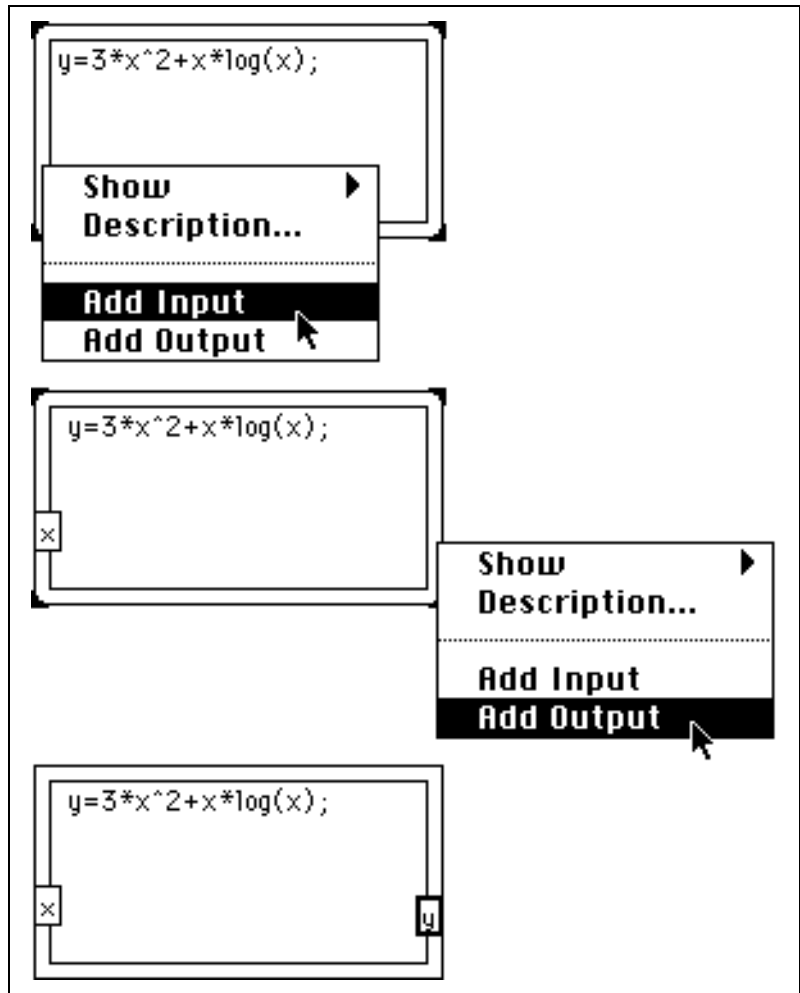 y=3*x^2+x*log(x);
Show
Description...
Add Input
Add Output
y=3*x^2+x*log(x);
x
Show
Description...
Add Input
Add Output
y=3*x^2+x*log(x);
x
y